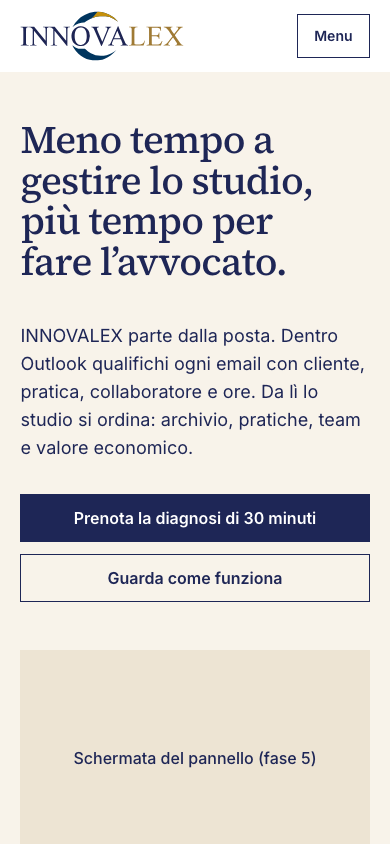 INNOVALEX
Menu
Meno tempo a
gestire lo studio,
più tempo per
fare l’avvocato.
INNOVALEX parte dalla posta. Dentro
Outlook qualifichi ogni email con cliente,
pratica, collaboratore e ore. Da lì lo
studio si ordina: archivio, pratiche, team
e valore economico.
Prenota la diagnosi di 30 minuti
Guarda come funziona
Schermata del pannello (fase 5)